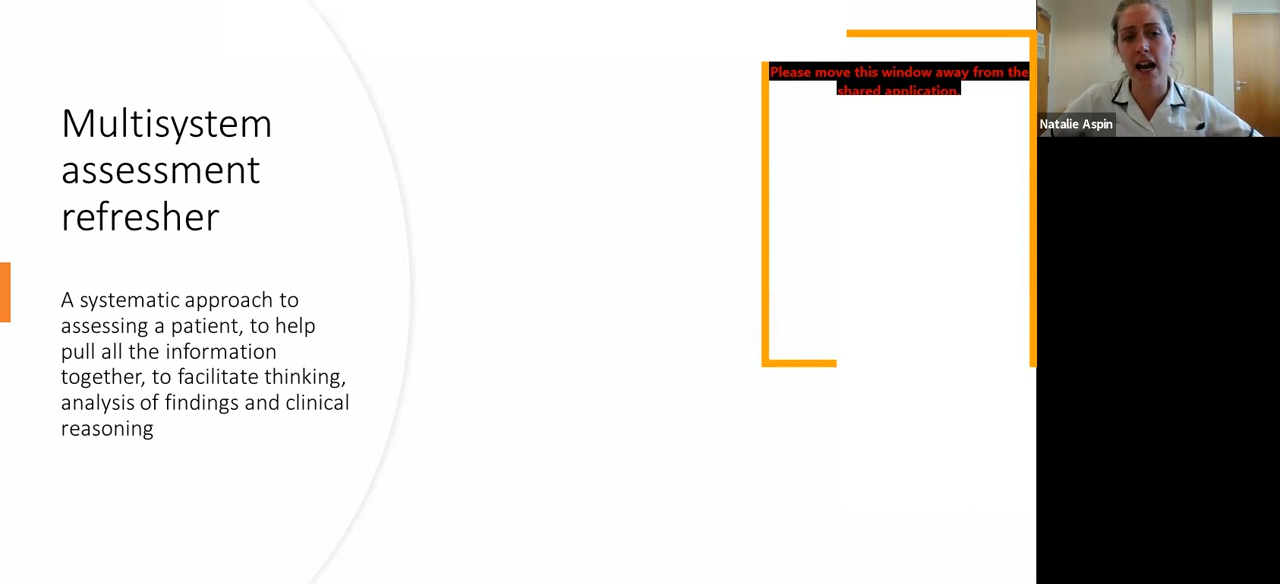 Multisystem
assessment
refresher
A systematic approach to
assessing a patient, to help
pull all the information
together, to facilitate thinking,
analysis of findings and clinical
reasoning
Please move this window away from the
shared application.
Natalie Aspin